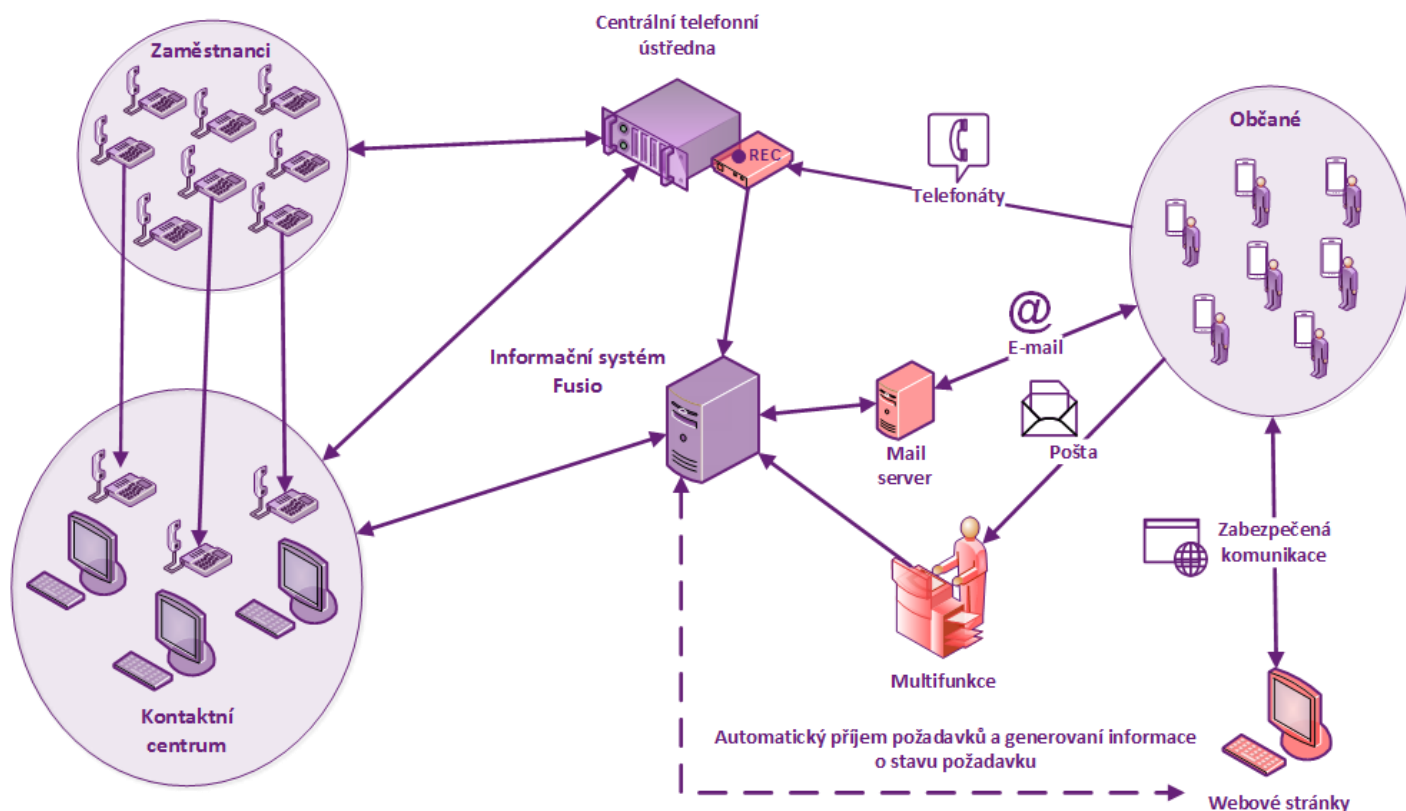 Zaměstnanci
Centrální telefonní
ústředna
REC
Telefonáty
Občané
@
E-mail
Informační systém
Fusio
Mail
server
Pošta
Zabezpečená
komunikace
Multifunkce
Kontaktní
centrum
Automatický příjem požadavků a generovaní informace
o stavu požadavku
Webové stránky